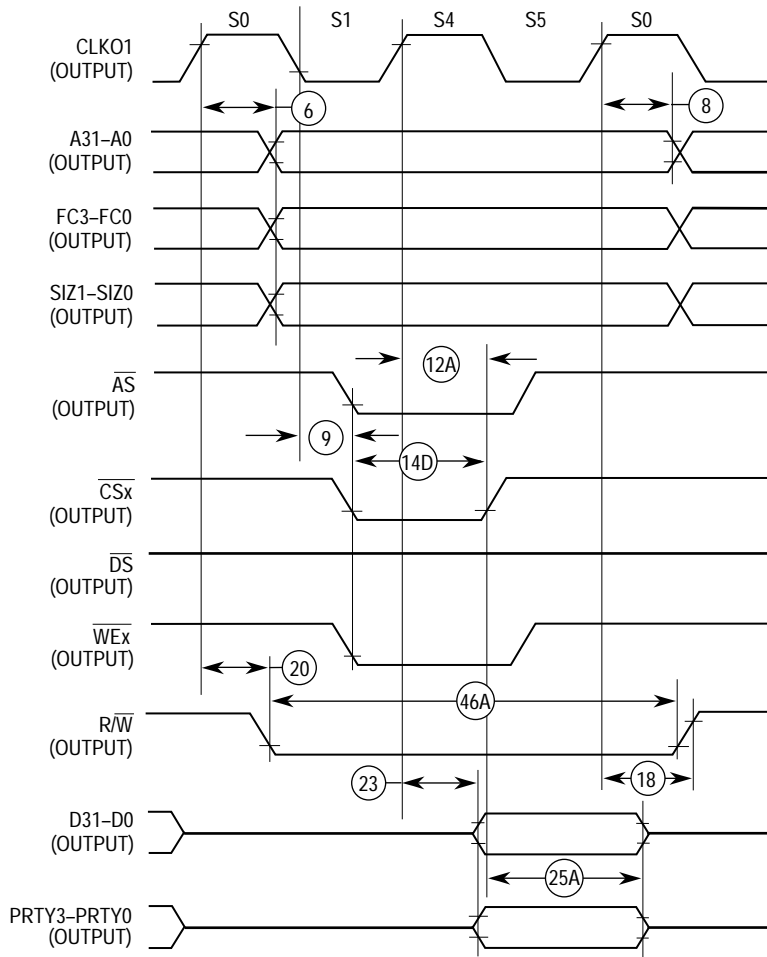 S0 S1 S4 S5 S0
CLKO1
(OUTPUT)
6
8
A31–A0
(OUTPUT)
FC3–FC0
(OUTPUT)
SIZ1–SIZ0
(OUTPUT)
12A
AS
(OUTPUT)
9
14D
CSx
(OUTPUT)
DS
(OUTPUT)
WEx
(OUTPUT)
20
46A
R/W
(OUTPUT)
23
18
D31–D0
(OUTPUT)
25A
PRTY3–PRTY0
(OUTPUT)